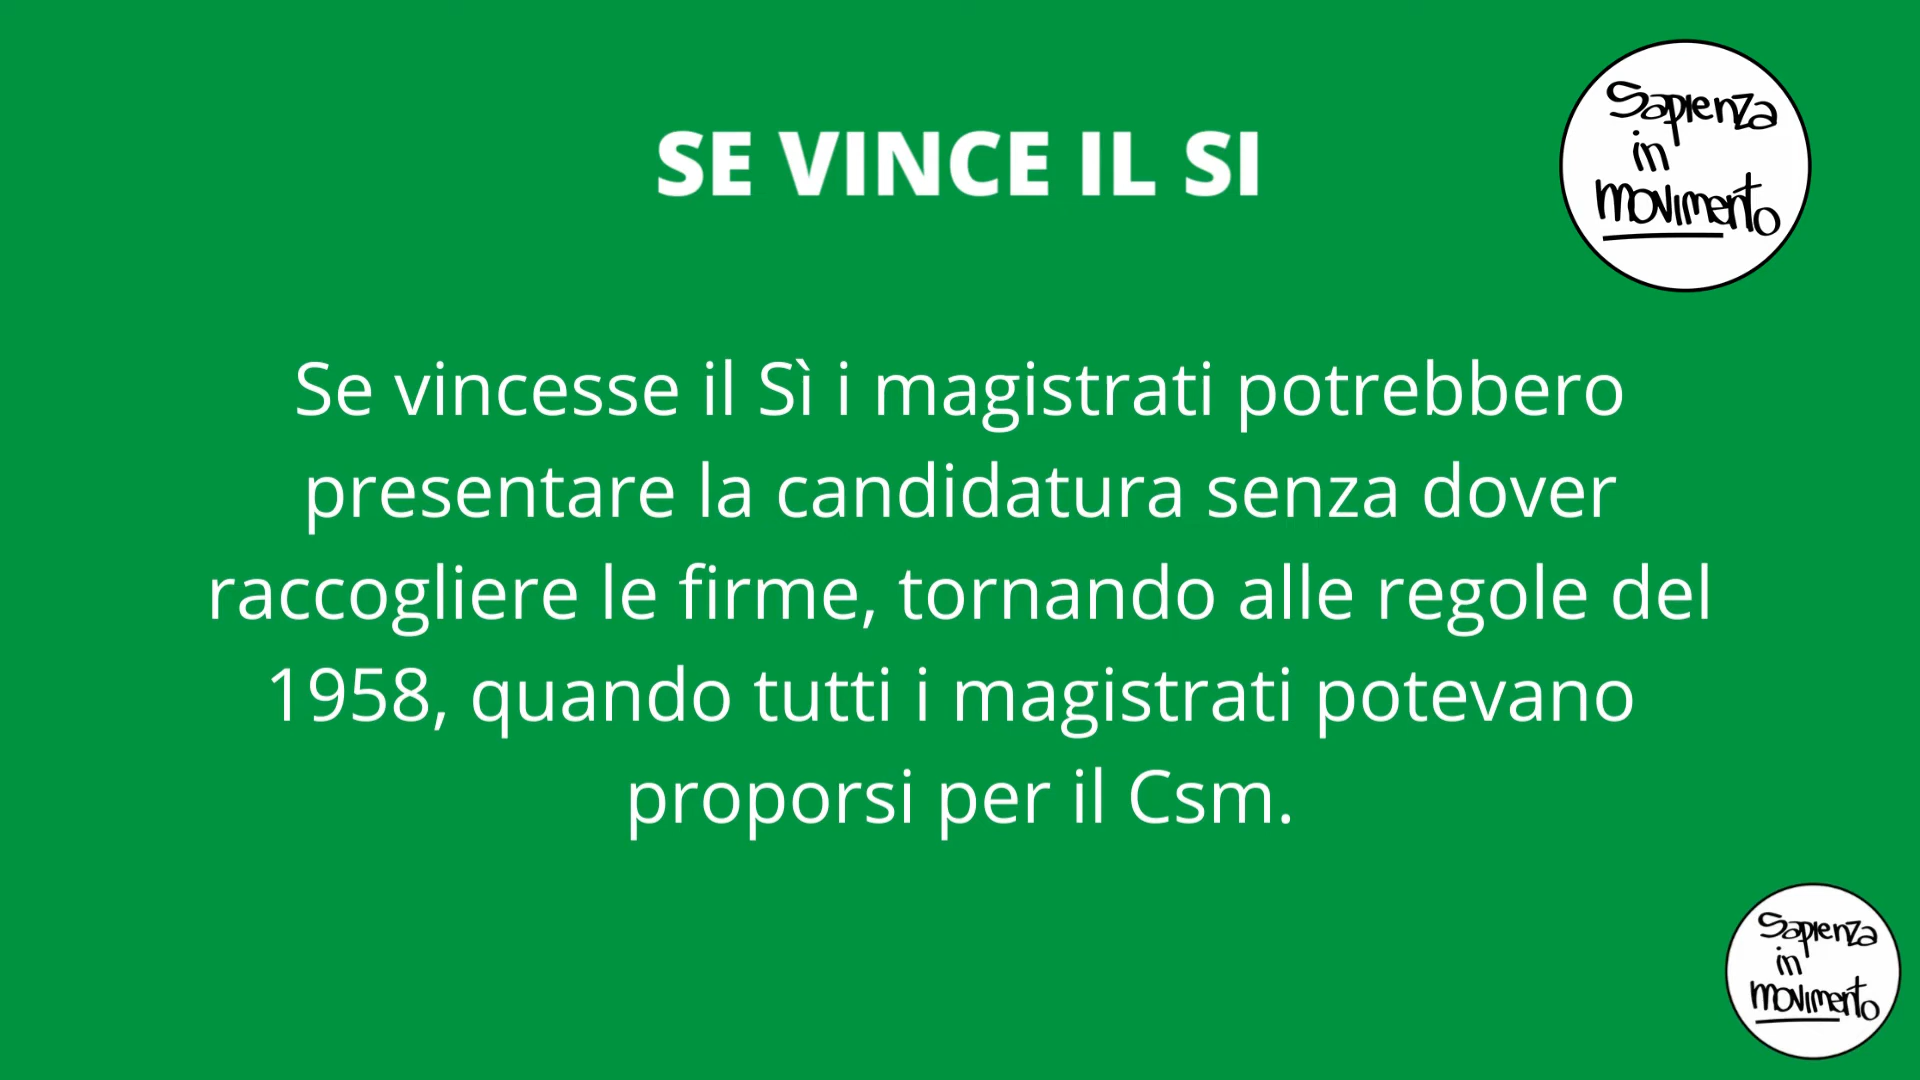 SE VINCE IL SI
Sapienza
in
movimento
Se vincesse il Sì i magistrati potrebbero
presentare la candidatura senza dover
raccogliere le firme, tornando alle regole del
1958, quando tutti i magistrati potevano
proporsi per il Csm.
Sapienza
in
movimento